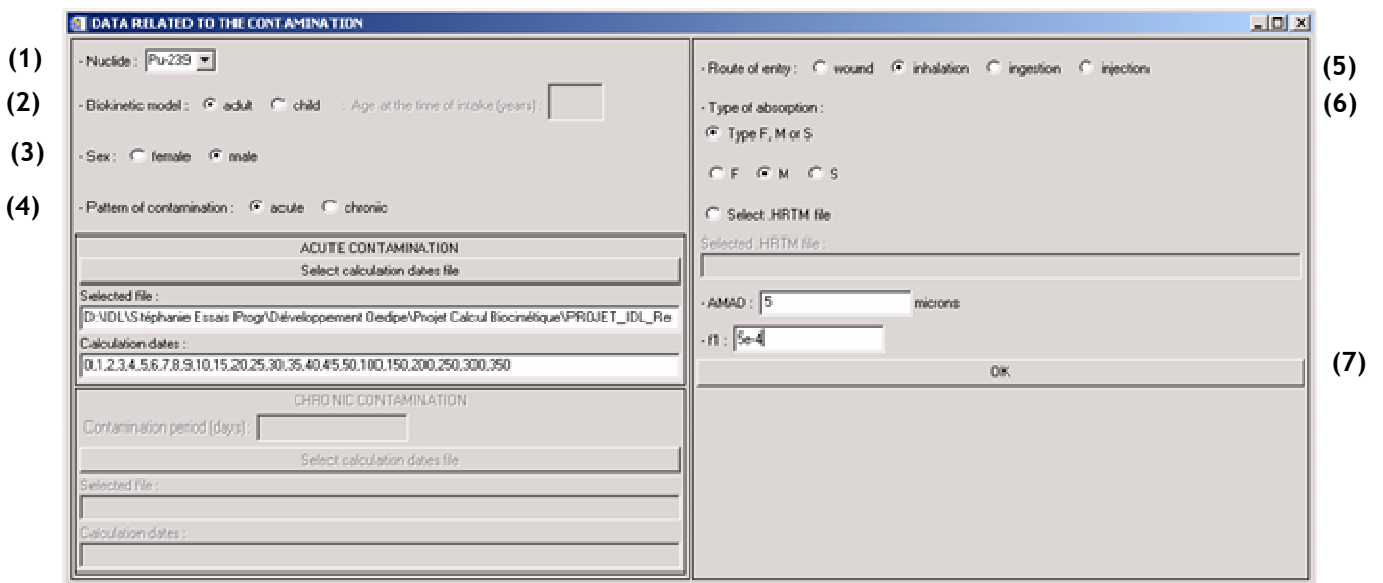 DATA RELATED TO THE CONTAMINATION
(1)
- Nuclide : Pu-239
(2)
- Biokinetic model : adult child : Age at the time of intake (years) :
(3)
- Sex : female male
(4)
- Pattern of contamination : acute chronic
ACUTE CONTAMINATION
Select calculation dates file
Selected file :
D:\IDL\Stéphanie Essais IProgr\Développement Oedipe\Projet Calcul Biocinétique\PROJET_IDL_Re
Calculation dates :
0,1,2,3,4,5,6,7,8,9,10,15,20,25,30,35,40,45,50,100,150,200,250,300,350
CHRONIC CONTAMINATION
Contamination period (days) :
Select calculation dates file
Selected file :
Calculation dates :
- Route of entry : wound inhalation ingestion injection
(5)
- Type of absorption :
(6)
Type F, M or S
F M S
Select .HRTM file
Selected .HRTM file :
- AMAD : 5 microns
- f1 : 5e-4
OK
(7)